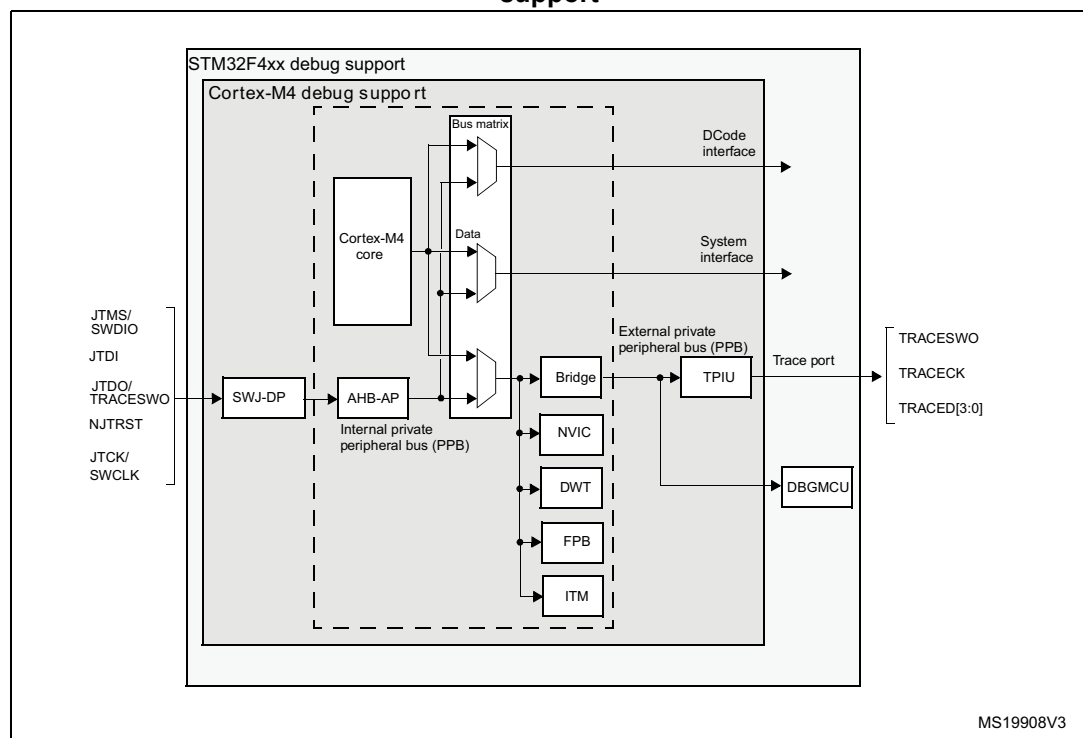 support
STM32F4xx debug support
Cortex-M4 debug support
Bus matrix
DCode
interface
Cortex-M4
core
Data
System
interface
JTMS/
SWDIO
JTDI
JTDO/
TRACESWO
NJTRST
JTCK/
SWCLK
SWJ-DP
AHB-AP
Internal private
peripheral bus (PPB)
External private
peripheral bus (PPB)
Bridge
TPIU
Trace port
TRACESWO
TRACECK
TRACED[3:0]
NVIC
DWT
DBGMCU
FPB
ITM
MS19908V3